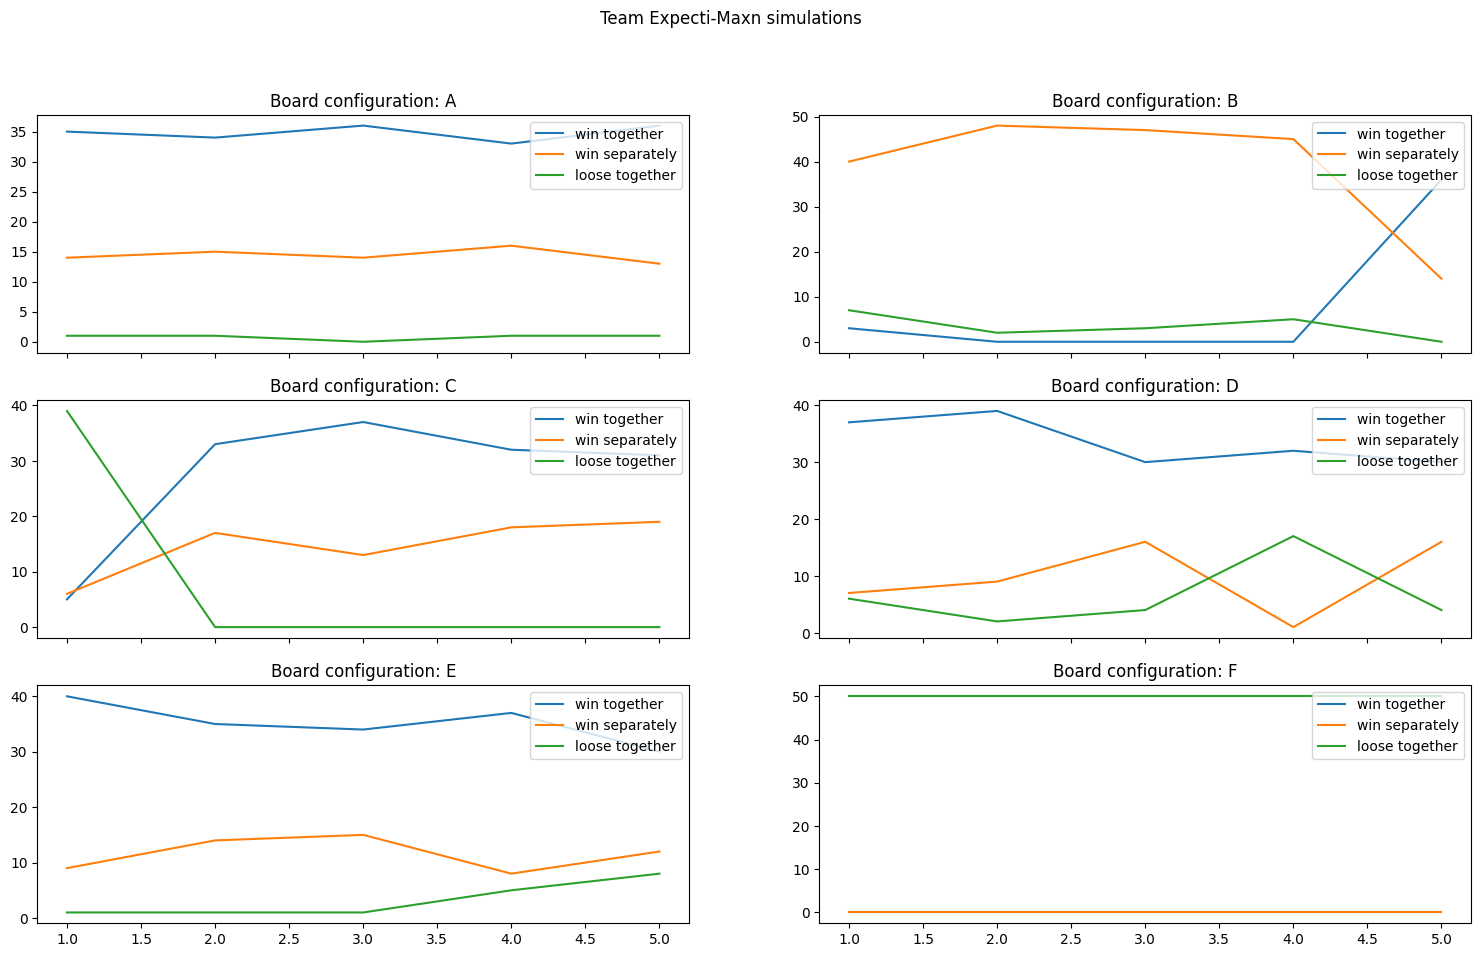 Team Expecti-Maxn simulations
Board configuration: A
35
30
25
20
15
10
5
0
win together
win separately
loose together
Board configuration: B
50
40
30
20
10
0
win together
win separately
loose together
Board configuration: C
40
30
20
10
0
win together
win separately
loose together
Board configuration: D
40
30
20
10
0
win together
win separately
loose together
Board configuration: E
40
30
20
10
0
win together
win separately
loose together
1.0 1.5 2.0 2.5 3.0 3.5 4.0 4.5 5.0
Board configuration: F
50
40
30
20
10
0
win together
win separately
loose together
1.0 1.5 2.0 2.5 3.0 3.5 4.0 4.5 5.0